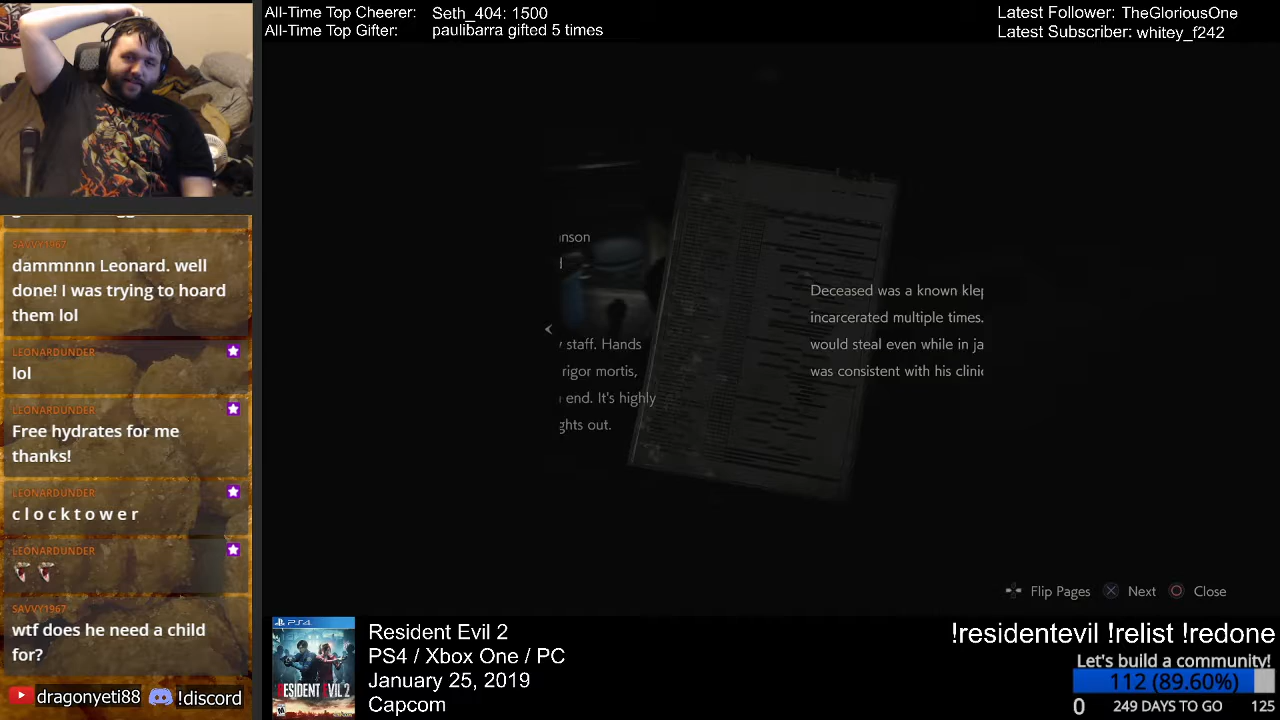 All-Time Top Cheerer: Seth_404: 1500
All-Time Top Gifter: paulibarra gifted 5 times
Latest Follower: TheGloriousOne
Latest Subscriber: whitey_f242
SAVVY1967
dammnnn Leonard. well
done! I was trying to hoard
them lol
LEONARDUNDER
lol
LEONARDUNDER
Free hydrates for me
thanks!
LEONARDUNDER
c l o c k t o w e r
LEONARDUNDER
SAVVY1967
wtf does he need a child
for?
dragonyeti88 !discord
nson
staff. Hands
rigor mortis,
end. It's highly
ghts out.
Deceased was a known klep
incarcerated multiple times.
would steal even while in ja
was consistent with his clini
Flip Pages Next Close
PS4
RESIDENT EVIL 2
Resident Evil 2
PS4 / Xbox One / PC
January 25, 2019
Capcom
!residentevil !relist !redone
Let's build a community!
112 (89.60%)
0 249 DAYS TO GO 125